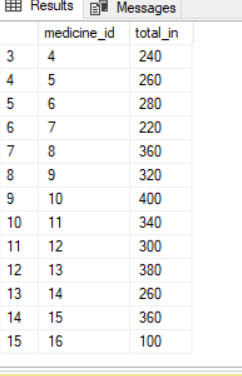 Results Messages
medicine_id total_in
3 4 240
4 5 260
5 6 280
6 7 220
7 8 360
8 9 320
9 10 400
10 11 340
11 12 300
12 13 380
13 14 260
14 15 360
15 16 100